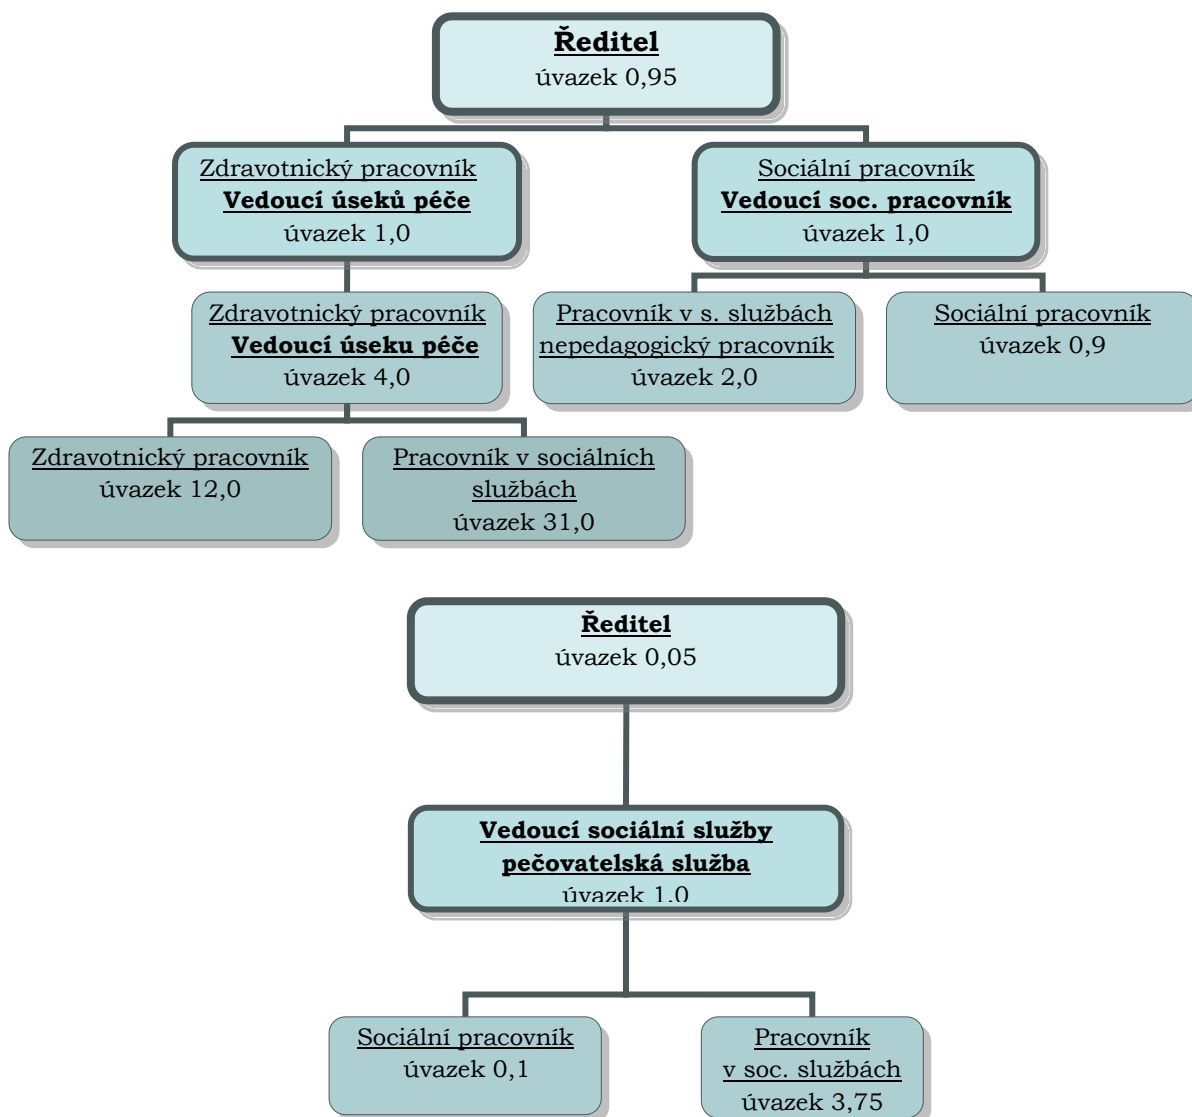 Ředitel
úvazek 0,95
Zdravotnický pracovník
Vedoucí úseků péče
úvazek 1,0
Sociální pracovník
Vedoucí soc. pracovník
úvazek 1,0
Zdravotnický pracovník
Vedoucí úseku péče
úvazek 4,0
Pracovník v s. službách
nepedagogický pracovník
úvazek 2,0
Sociální pracovník
úvazek 0,9
Zdravotnický pracovník
úvazek 12,0
Pracovník v sociálních
službách
úvazek 31,0
Ředitel
úvazek 0,05
Vedoucí sociální služby
pečovatelská služba
úvazek 1,0
Sociální pracovník
úvazek 0,1
Pracovník
v soc. službách
úvazek 3,75